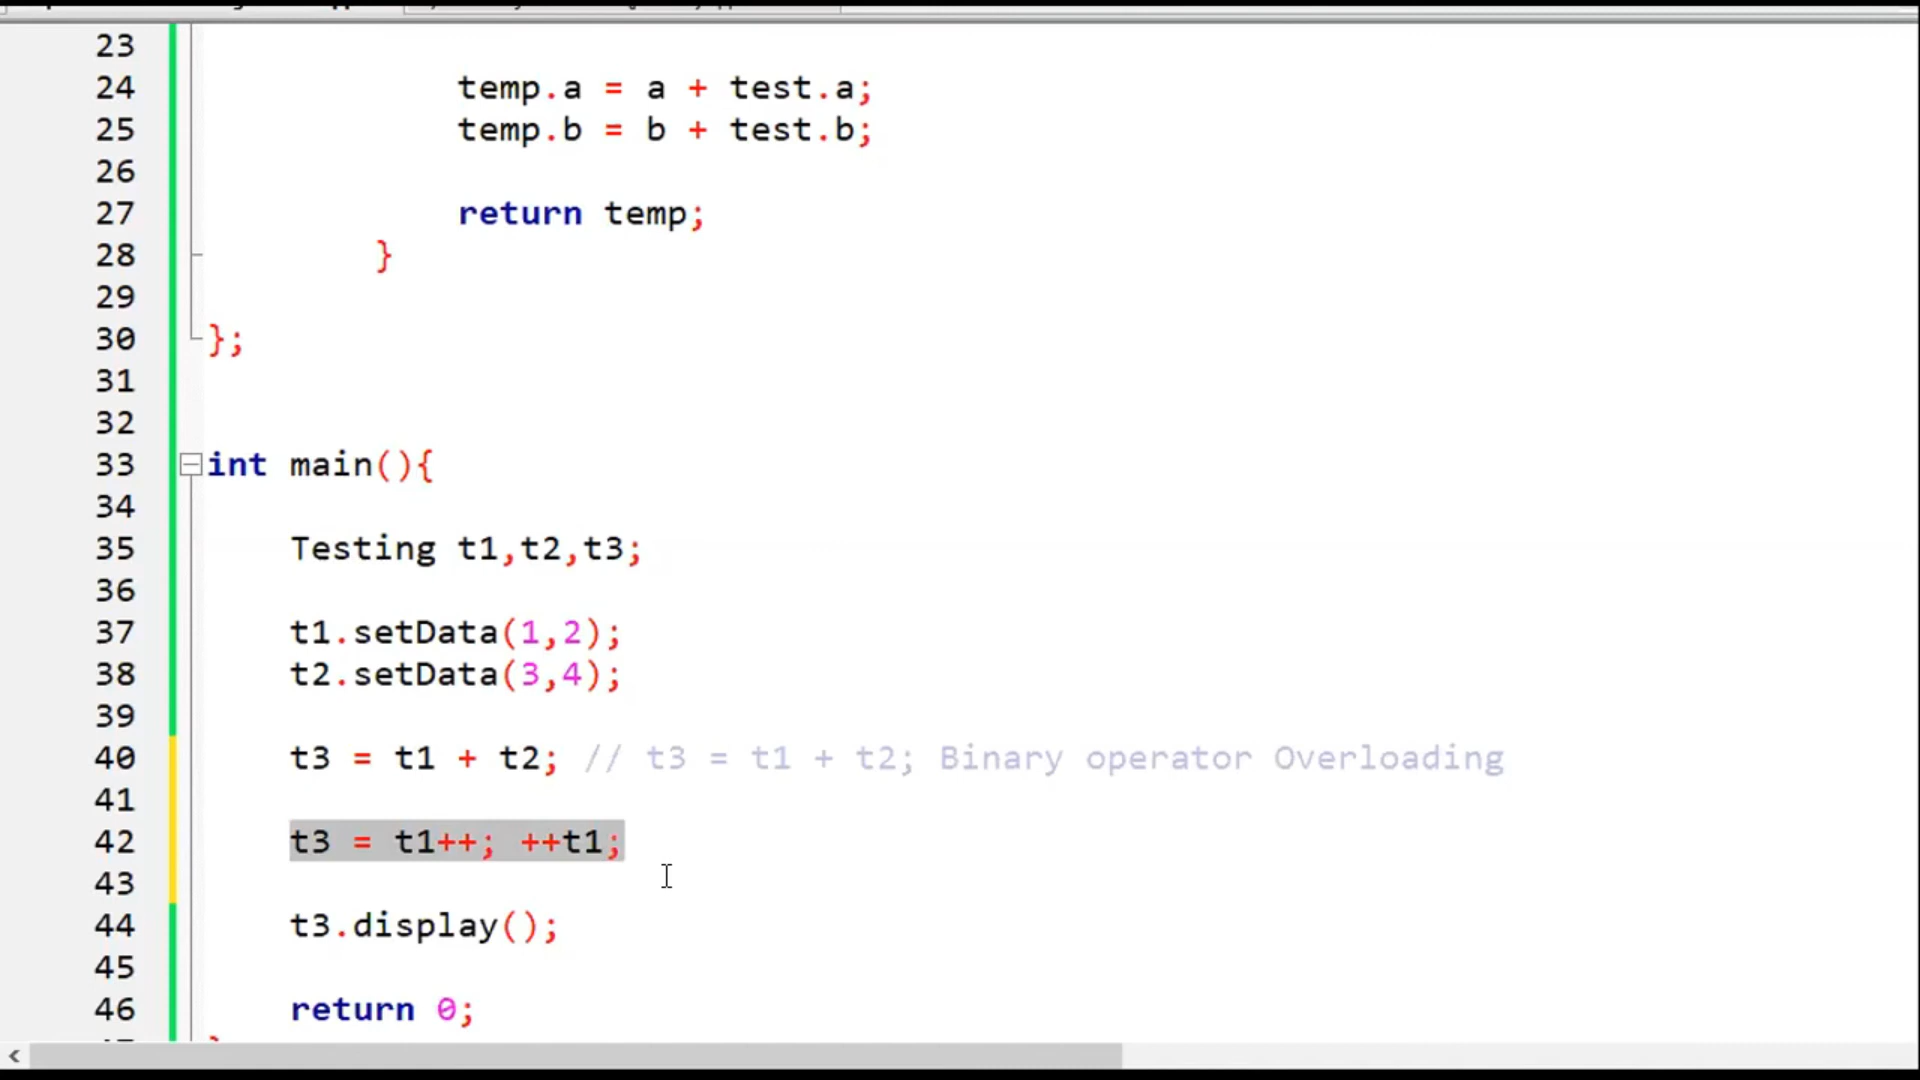 23
24 temp.a = a + test.a;
25 temp.b = b + test.b;
26
27 return temp;
28 }
29
30 };
31
32
33 int main(){
34
35 Testing t1,t2,t3;
36
37 t1.setData(1,2);
38 t2.setData(3,4);
39
40 t3 = t1 + t2; // t3 = t1 + t2; Binary operator Overloading
41
42 t3 = t1++; ++t1;
43
44 t3.display();
45
46 return 0;